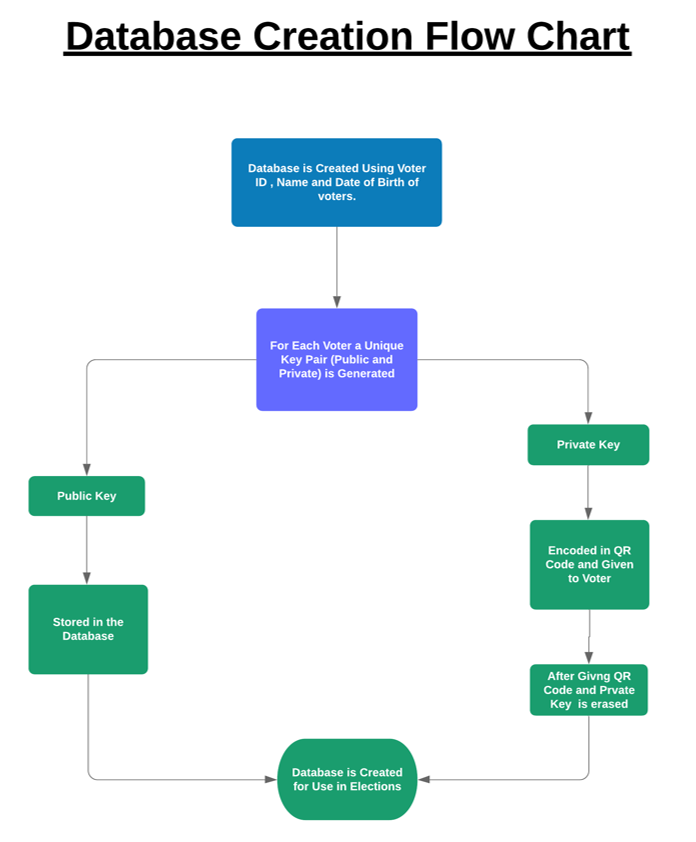 Database Creation Flow Chart
Database is Created Using Voter
ID , Name and Date of Birth of
voters.
For Each Voter a Unique
Key Pair (Public and
Private) is Generated
Private Key
Public Key
Encoded in QR
Code and Given
to Voter
Stored in the
Database
After Givng QR
Code and Prvate
Key  is erased
Database is Created
for Use in Elections